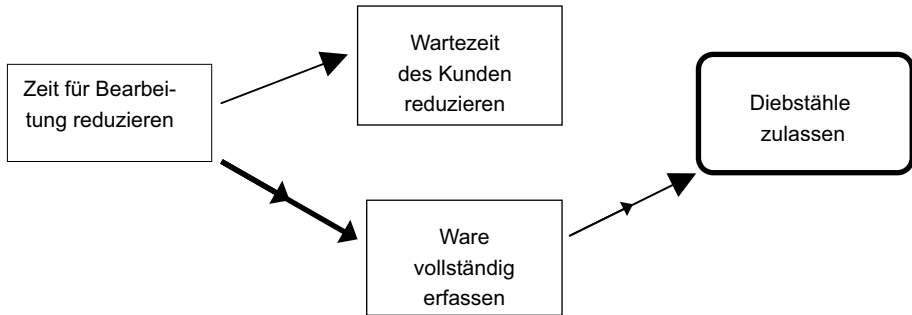 Zeit für Bearbei-
tung reduzieren
Wartezeit
des Kunden
reduzieren
Diebstähle
zulassen
Ware
vollständig
erfassen